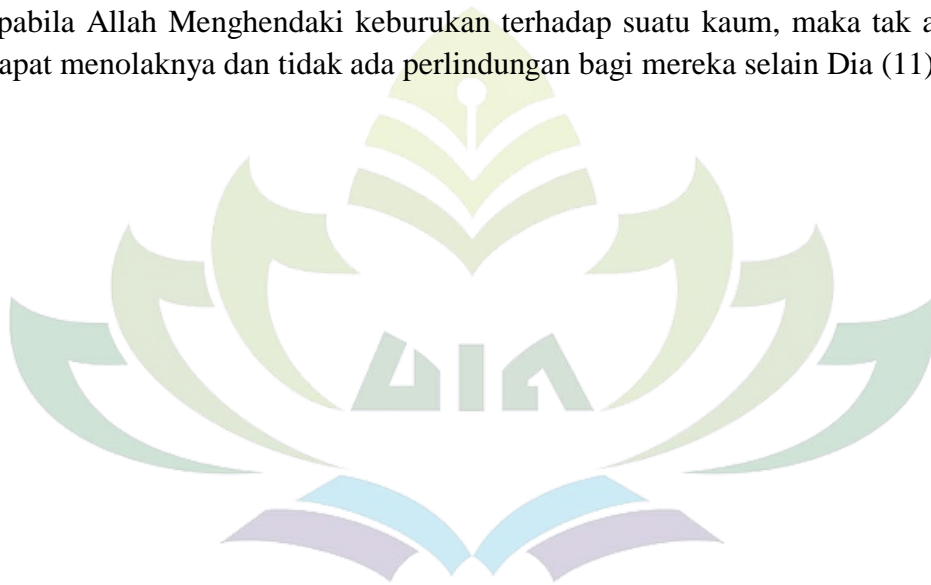 pabila Allah Menghendaki keburukan terhadap suatu kaum, maka tak a
apat menolaknya dan tidak ada perlindungan bagi mereka selain Dia (11)
UIA